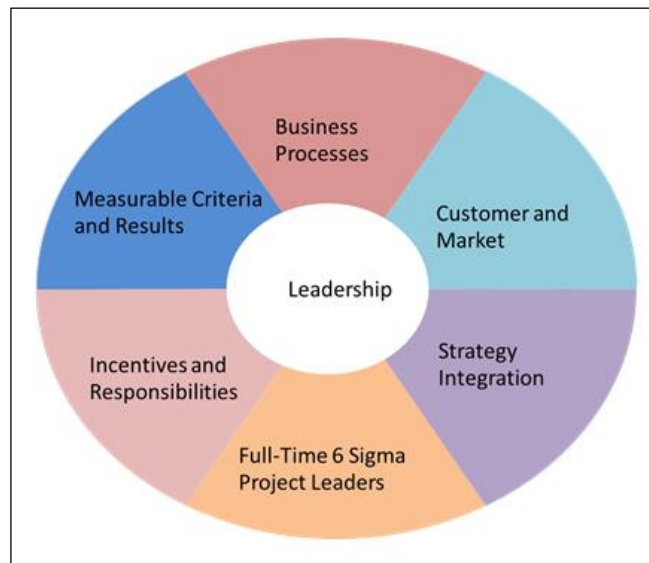 Business
Processes
Measurable Criteria
and Results
Customer and
Market
Leadership
Incentives and
Responsibilities
Strategy
Integration
Full-Time 6 Sigma
Project Leaders